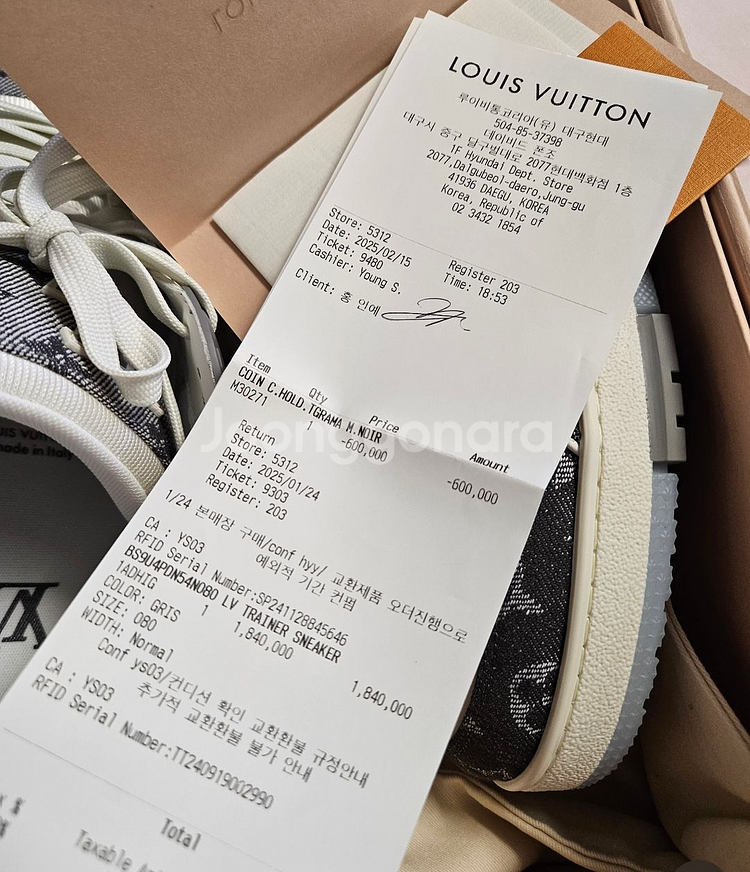 LOUIS VUITTON
루이비통코리아(유) 대구현대
504-85-37398
데이비드 폰조
대구시 중구 달구벌대로 2077현대백화점 1층
1F Hyundai Dept. Store
2077,Dalgubeol-daero,Jung-gu
41936 DAEGU, KOREA
Korea, Republic of
02 3432 1854
Store: 5312
Date: 2025/02/15 Register 203
Ticket: 9480 Time: 18:53
Cashier: Young S.
Client: 홍 인예
Item Qty Price Amount
COIN C.HOLD.TGRAMA M.NOIR
M30271 1 -600,000 -600,000
Return
Store: 5312
Date: 2025/01/24
Ticket: 9303
Register: 203
1/24 본매장 구매/conf hyy/ 교환제품 오더진행으로
예외적 기간 컨펌
CA : YS03
RFID Serial Number:SP241128845646
BS9U4PDN54N080 LV TRAINER SNEAKER
1ADHIG 1 1,840,000 1,840,000
COLOR: GRIS
SIZE: 080
WIDTH: Normal
Conf ys03/컨디션 확인 교환환불 규정안내
추가적 교환환불 불가 안내
CA : YS03
RFID Serial Number:TT240919002990
Total
Taxable
Joonggonara
made in Italy